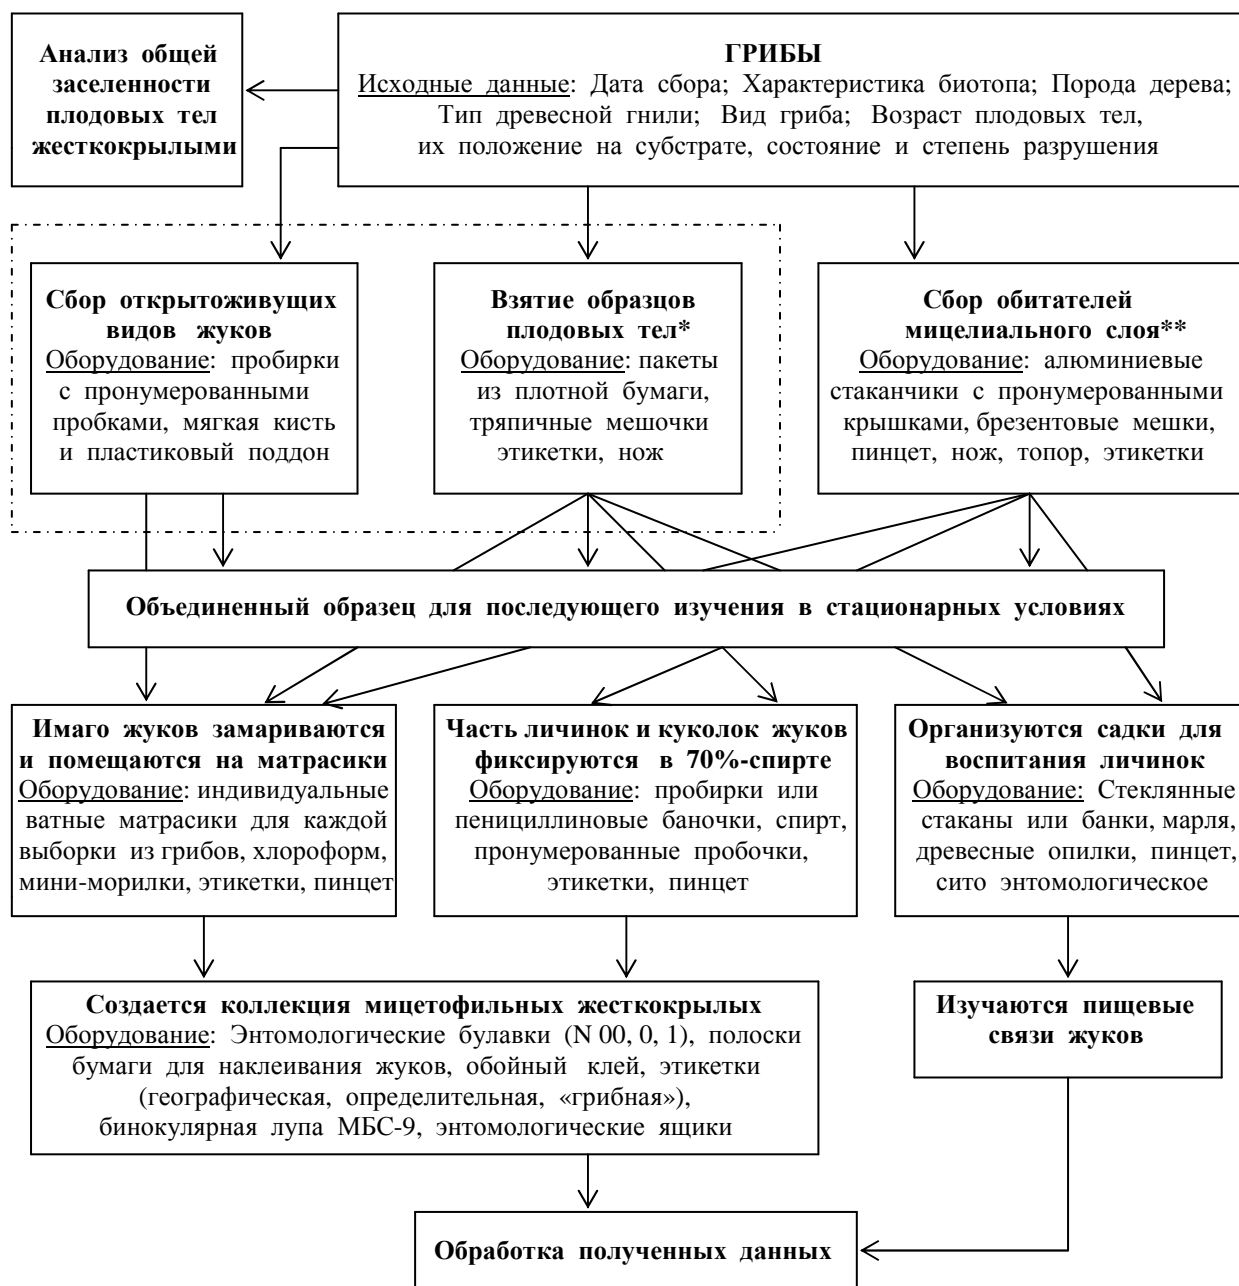 Анализ общей
заселенности
плодовых тел
жесткокрылыми
ГРИБЫ
Исходные данные: Дата сбора; Характеристика биотопа; Порода дерева;
Тип древесной гнили; Вид гриба; Возраст плодовых тел,
их положение на субстрате, состояние и степень разрушения
Сбор открытоживущих
видов жуков
Оборудование: пробирки
с пронумерованными
пробками, мягкая кисть
и пластиковый поддон
Взятие образцов
плодовых тел*
Оборудование: пакеты
из плотной бумаги,
тряпичные мешочки
этикетки, нож
Сбор обитателей
мицелиального слоя**
Оборудование: алюминиевые
стаканчики с пронумерованными
крышками, брезентовые мешки,
пинцет, нож, топор, этикетки
Объединенный образец для последующего изучения в стационарных условиях
Имаго жуков замариваются
и помещаются на матрасики
Оборудование: индивидуальные
ватные матрасики для каждой
выборки из грибов, хлороформ,
мини-морилки, этикетки, пинцет
Часть личинок и куколок жуков
фиксируются в 70%-спирте
Оборудование: пробирки или
пенициллиновые баночки, спирт,
пронумерованные пробочки,
этикетки, пинцет
Организуются садки для
воспитания личинок
Оборудование: Стеклянные
стаканы или банки, марля,
древесные опилки, пинцет,
сито энтомологическое
Создается коллекция мицетофильных жесткокрылых
Оборудование: Энтомологические булавки (N 00, 0, 1), полоски
бумаги для наклеивания жуков, обойный клей, этикетки
(географическая, определительная, «грибная»),
бинокулярная лупа МБС-9, энтомологические ящики
Изучаются пищевые
связи жуков
Обработка полученных данных